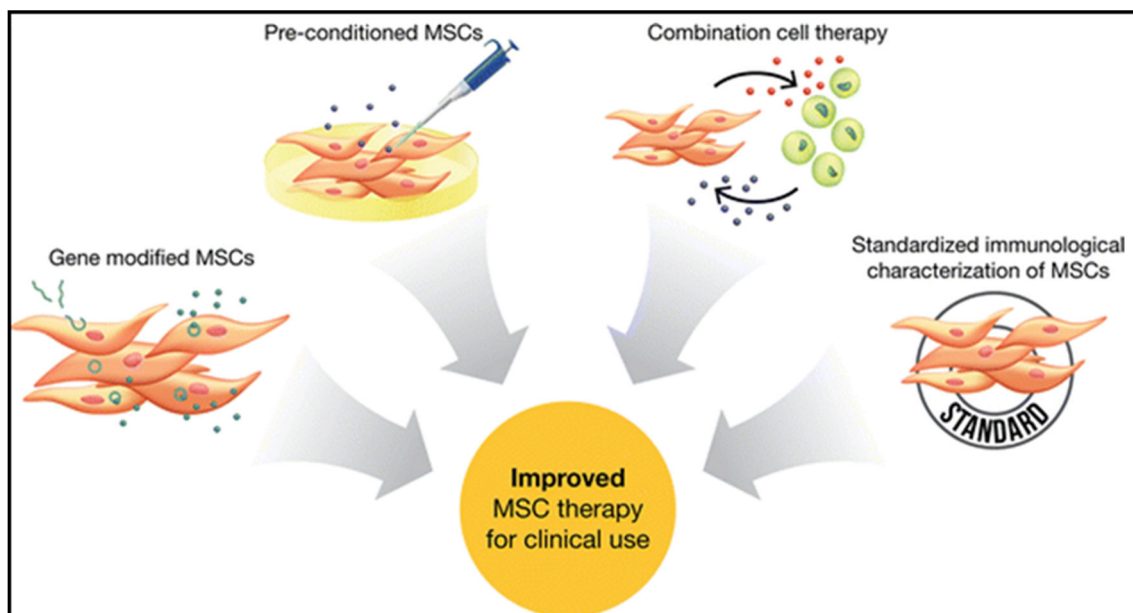 Pre-conditioned MSCs
Combination cell therapy
Gene modified MSCs
Standardized immunological
characterization of MSCs
STANDARD
Improved
MSC therapy
for clinical use